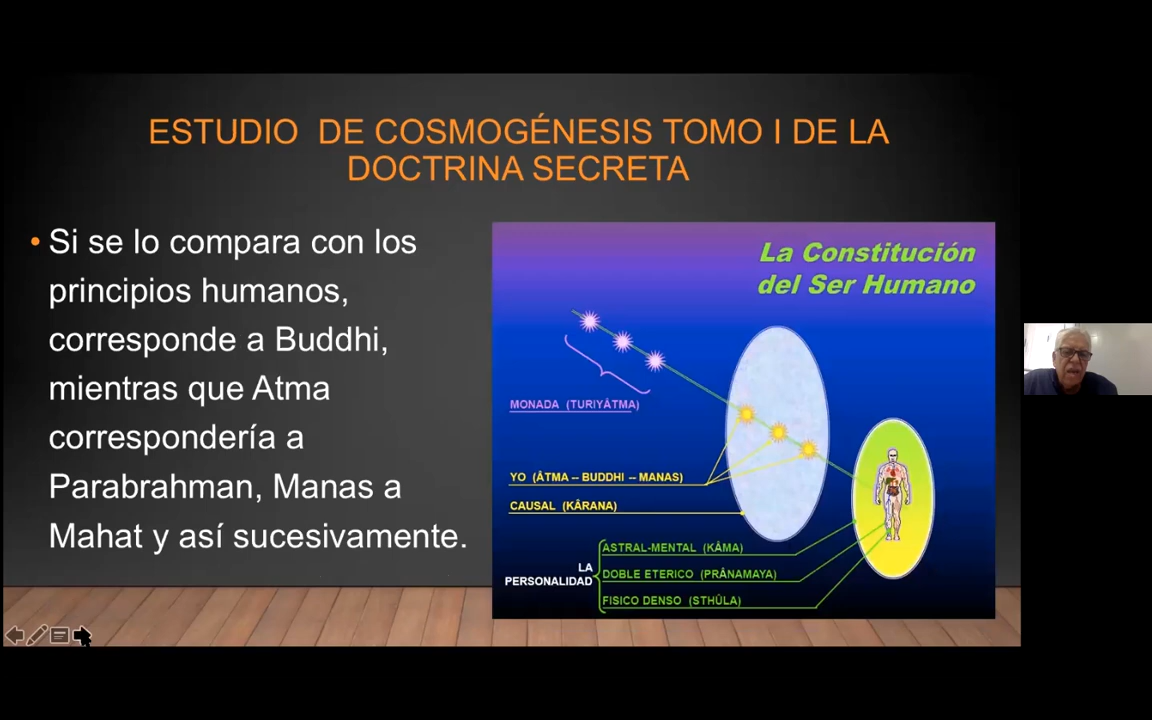 ESTUDIO DE COSMOGÉNESIS TOMO I DE LA
DOCTRINA SECRETA
• Si se lo compara con los
principios humanos,
corresponde a Buddhi,
mientras que Atma
correspondería a
Parabrahman, Manas a
Mahat y así sucesivamente.
La Constitución
del Ser Humano
MONADA (TURIYÂTMA)
YO (ÂTMA -- BUDDHI -- MANAS)
CAUSAL (KÂRANA)
LA
PERSONALIDAD
ASTRAL-MENTAL (KÂMA)
DOBLE ETERICO (PRÂNAMAYA)
FISICO DENSO (STHÛLA)